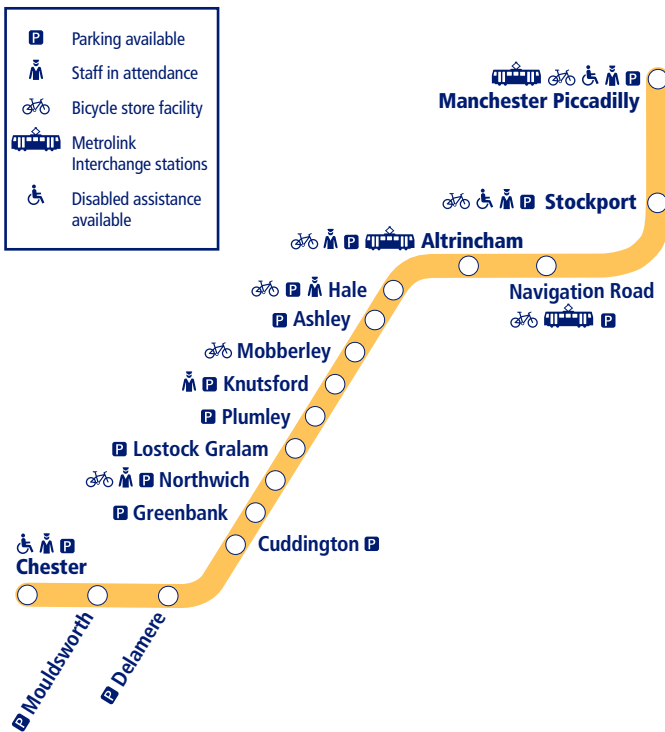 P Parking available
Staff in attendance
Bicycle store facility
Metrolink
Interchange stations
Disabled assistance
available
P
Manchester Piccadilly
P Stockport
P Altrincham
Navigation Road
P
P Hale
P Ashley
Mobberley
P Knutsford
P Plumley
P Lostock Gralam
P Northwich
P Greenbank
Cuddington P
P
Chester
P Mouldsworth
P Delamere